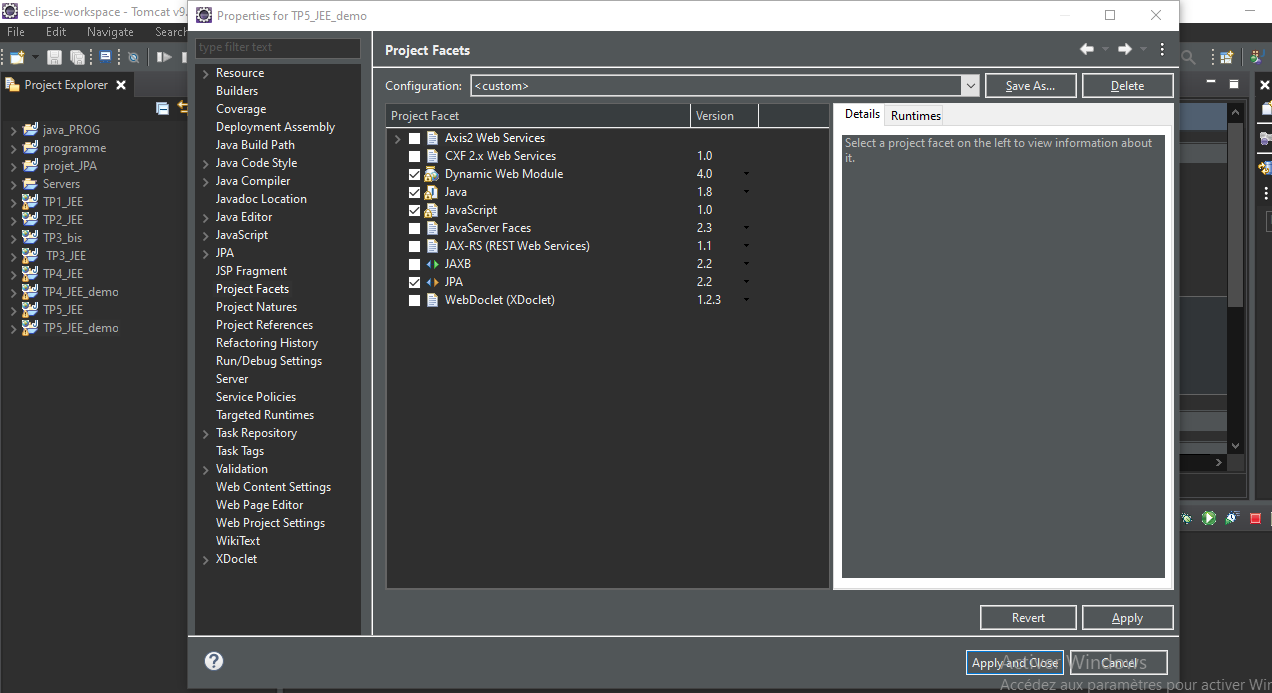 eclipse-workspace - Tomcat v9.
Properties for TP5_JEE_demo
File Edit Navigate Search
type filter text
Project Facets
Project Explorer
Configuration: <custom> Save As... Delete
Resource
Builders
Coverage
Deployment Assembly
Java Build Path
Java Code Style
Java Compiler
Javadoc Location
Java Editor
JavaScript
JPA
JSP Fragment
Project Facets
Project Natures
Project References
Refactoring History
Run/Debug Settings
Server
Service Policies
Targeted Runtimes
Task Repository
Task Tags
Validation
Web Content Settings
Web Page Editor
Web Project Settings
WikiText
XDoclet
java_PROG
programme
projet_JPA
Servers
TP1_JEE
TP2_JEE
TP3_bis
TP3_JEE
TP4_JEE
TP4_JEE_demo
TP5_JEE
TP5_JEE_demo
Project Facet Version
Axis2 Web Services
CXF 2.x Web Services 1.0
Dynamic Web Module 4.0
Java 1.8
JavaScript 1.0
JavaServer Faces 2.3
JAX-RS (REST Web Services) 1.1
JAXB 2.2
JPA 2.2
WebDoclet (XDoclet) 1.2.3
Details Runtimes
Select a project facet on the left to view information about
it.
Revert Apply
Apply and Close Cancel
Activer Windows
Accédez aux paramètres pour activer Win